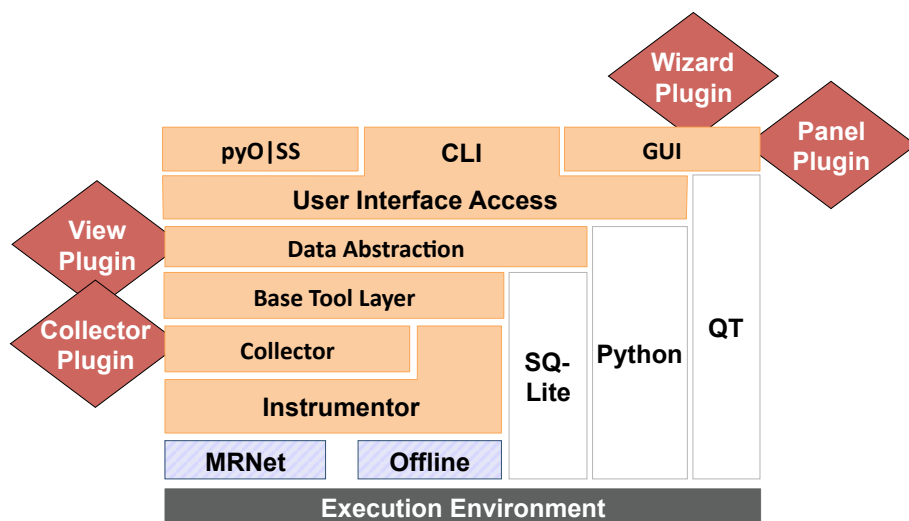 Wizard
Plugin
Panel
Plugin
pyO|SS
CLI
GUI
User Interface Access
View
Plugin
Data Abstraction
Base Tool Layer
Collector
Plugin
Collector
Instrumentor
SQ-
Lite
Python
QT
MRNet
Offline
Execution Environment